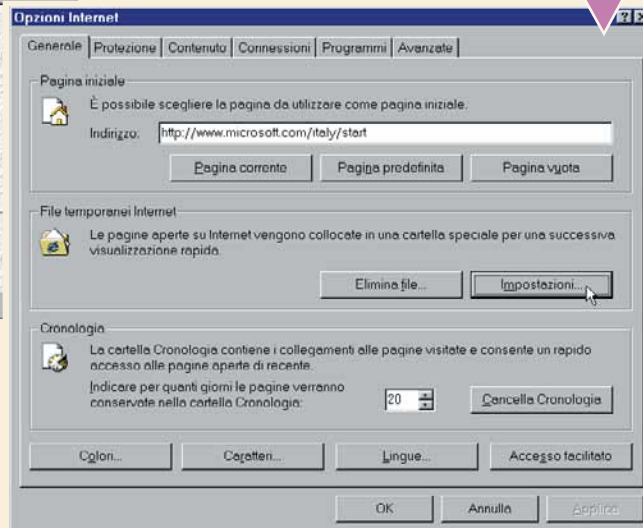 Opzioni Internet
Generale Protezione Contenuto Connessioni Programmi Avanzate
Pagina iniziale
È possibile scegliere la pagina da utilizzare come pagina iniziale.
Indirizzo: http://www.microsoft.com/italy/start
Pagina corrente Pagina predefinita Pagina vuota
File temporanei Internet
Le pagine aperte su Internet vengono collocate in una cartella speciale per una successiva
visualizzazione rapida.
Elimina file... Impostazioni...
Cronologia
La cartella Cronologia contiene i collegamenti alle pagine visitate e consente un rapido
accesso alle pagine aperte di recente.
Indicare per quanti giorni le pagine verranno
conservate nella cartella Cronologia: 20 Cancella Cronologia
Colori... Caratteri... Lingue... Accesso facilitato
OK Annulla Applica